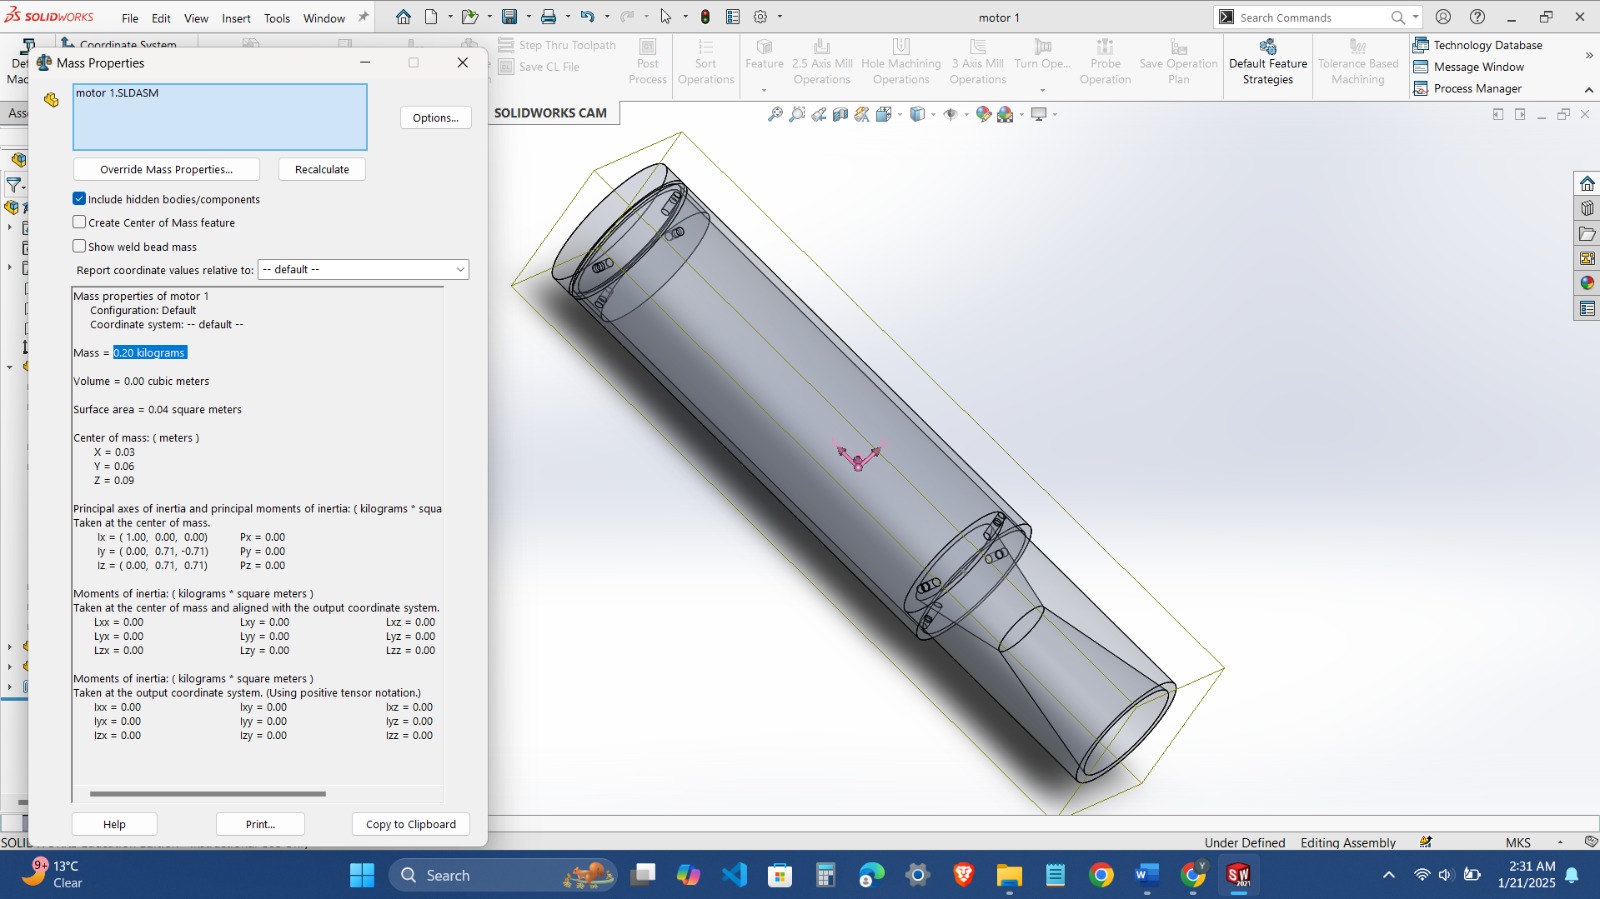 SOLIDWORKS File Edit View Insert Tools Window motor 1 Search Commands
Coordinate System
Step Thru Toolpath
Save CL File
Post Process
Sort Operations
Feature
2.5 Axis Mill Operations
Hole Machining Operations
3 Axis Mill Operations
Turn Ope...
Probe Operation
Save Operation Plan
Default Feature Strategies
Tolerance Based Machining
Technology Database
Message Window
Process Manager
SOLIDWORKS CAM
Mass Properties
motor 1.SLDASM
Options...
Override Mass Properties... Recalculate
Include hidden bodies/components
Create Center of Mass feature
Show weld bead mass
Report coordinate values relative to: -- default --
Mass properties of motor 1
Configuration: Default
Coordinate system: -- default --
Mass = 0.20 kilograms
Volume = 0.00 cubic meters
Surface area = 0.04 square meters
Center of mass: ( meters )
X = 0.03
Y = 0.06
Z = 0.09
Principal axes of inertia and principal moments of inertia: ( kilograms * squa
Taken at the center of mass.
Ix = ( 1.00, 0.00, 0.00) Px = 0.00
Iy = ( 0.00, 0.71, -0.71) Py = 0.00
Iz = ( 0.00, 0.71, 0.71) Pz = 0.00
Moments of inertia: ( kilograms * square meters )
Taken at the center of mass and aligned with the output coordinate system.
Lxx = 0.00 Lxy = 0.00 Lxz = 0.00
Lyx = 0.00 Lyy = 0.00 Lyz = 0.00
Lzx = 0.00 Lzy = 0.00 Lzz = 0.00
Moments of inertia: ( kilograms * square meters )
Taken at the output coordinate system. (Using positive tensor notation.)
Ixx = 0.00 Ixy = 0.00 Ixz = 0.00
Iyx = 0.00 Iyy = 0.00 Iyz = 0.00
Izx = 0.00 Izy = 0.00 Izz = 0.00
Help Print... Copy to Clipboard
Under Defined Editing Assembly MKS
9+ 13°C
Clear
Search
2:31 AM
1/21/2025